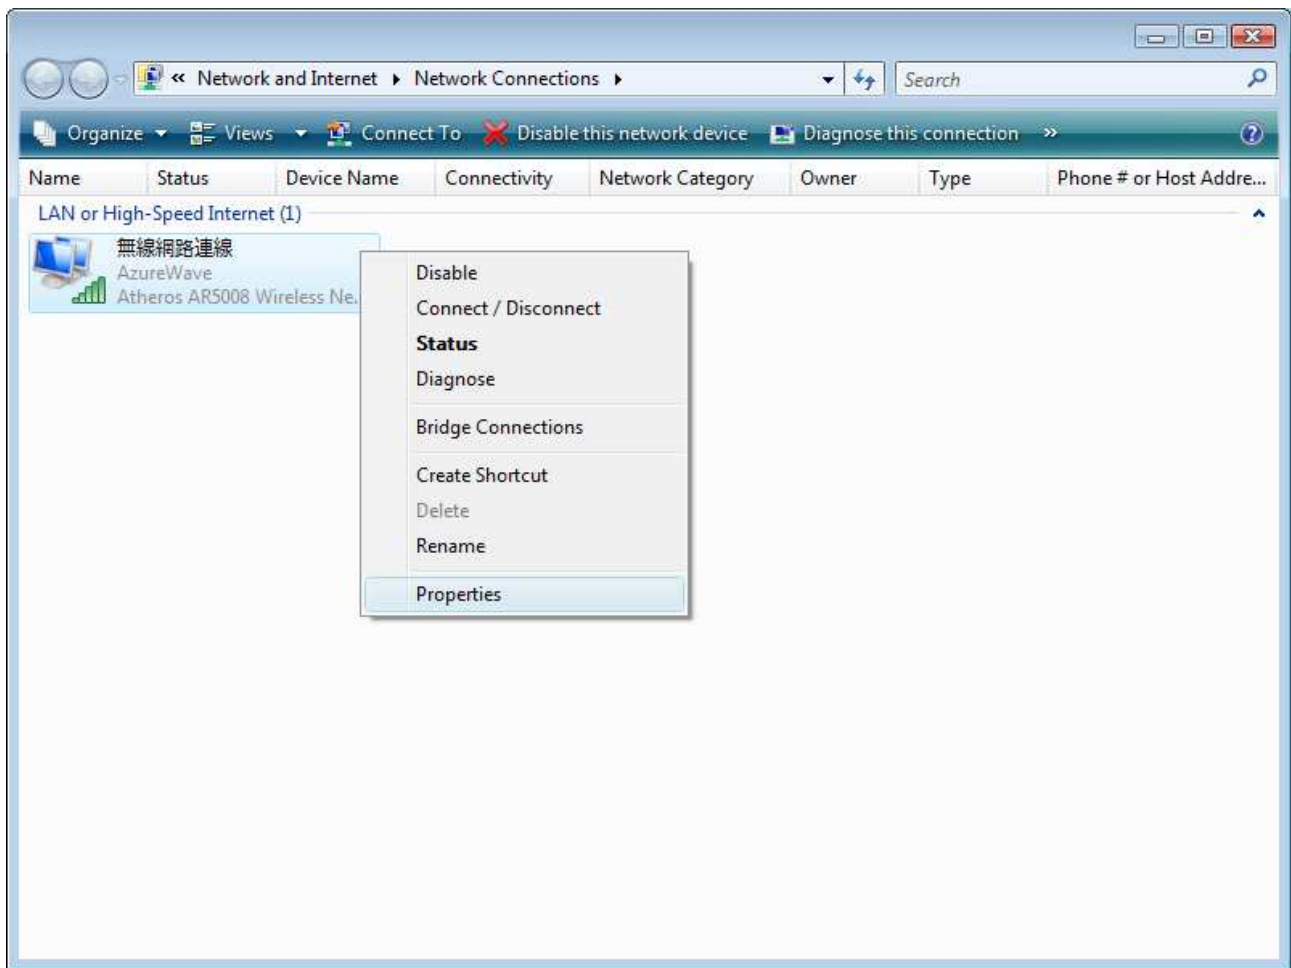 « Network and Internet Network Connections Search
Organize Views Connect To Disable this network device Diagnose this connection »
Name Status Device Name Connectivity Network Category Owner Type Phone # or Host Addre...
LAN or High-Speed Internet (1)
無線網路連線
AzureWave
Atheros AR5008 Wireless Ne...
Disable
Connect / Disconnect
Status
Diagnose
Bridge Connections
Create Shortcut
Delete
Rename
Properties